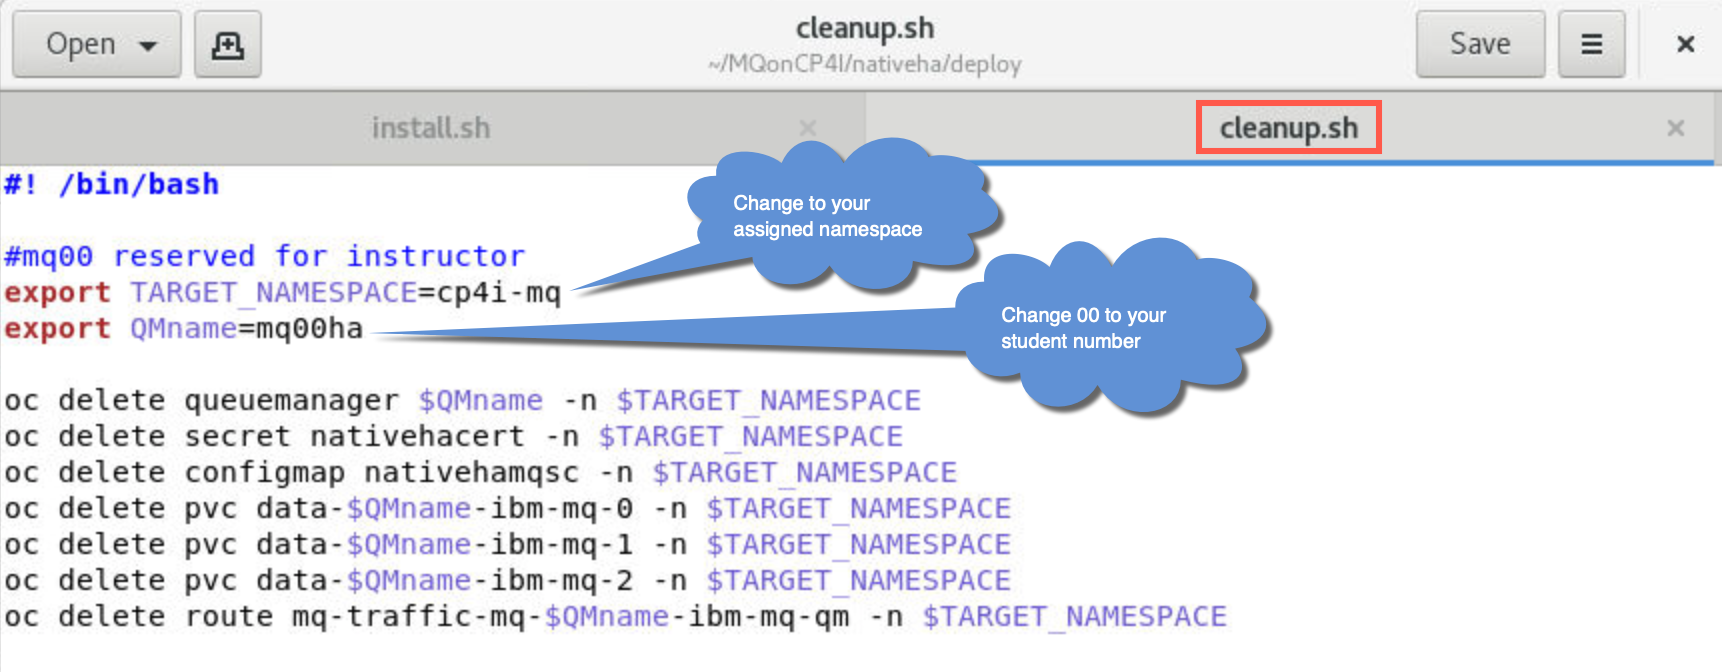 Open
cleanup.sh
~/MQonCP4I/nativeha/deploy
Save
install.sh
cleanup.sh
#! /bin/bash
Change to your
assigned namespace
#mq00 reserved for instructor
export TARGET_NAMESPACE=cp4i-mq
export QMname=mq00ha
Change 00 to your
student number
oc delete queuemanager $QMname -n $TARGET_NAMESPACE
oc delete secret nativehacert -n $TARGET_NAMESPACE
oc delete configmap nativehamqsc -n $TARGET_NAMESPACE
oc delete pvc data-$QMname-ibm-mq-0 -n $TARGET_NAMESPACE
oc delete pvc data-$QMname-ibm-mq-1 -n $TARGET_NAMESPACE
oc delete pvc data-$QMname-ibm-mq-2 -n $TARGET_NAMESPACE
oc delete route mq-traffic-mq-$QMname-ibm-mq-qm -n $TARGET_NAMESPACE